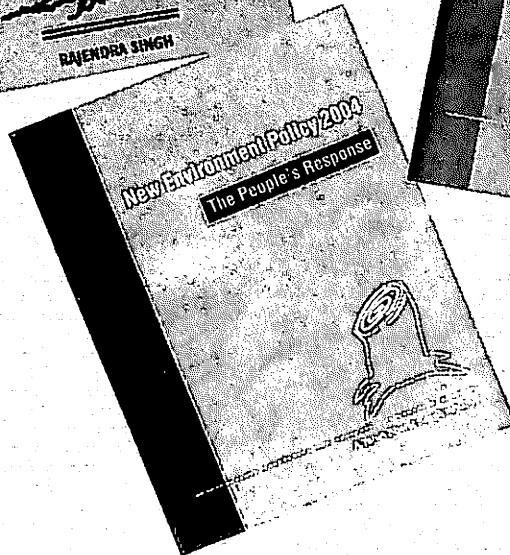 RAJENDRA SINGH
New Environment Policy 2004
The People's Response